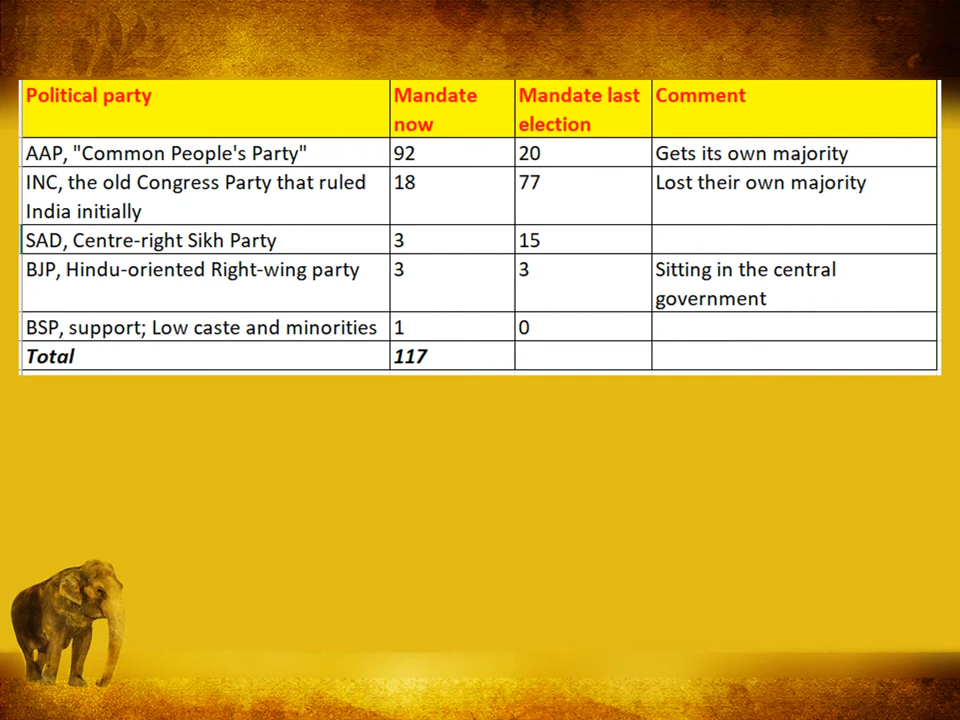 Political party Mandate now Mandate last election Comment
AAP, "Common People's Party" 92 20 Gets its own majority
INC, the old Congress Party that ruled India initially 18 77 Lost their own majority
SAD, Centre-right Sikh Party 3 15
BJP, Hindu-oriented Right-wing party 3 3 Sitting in the central government
BSP, support; Low caste and minorities 1 0
Total 117